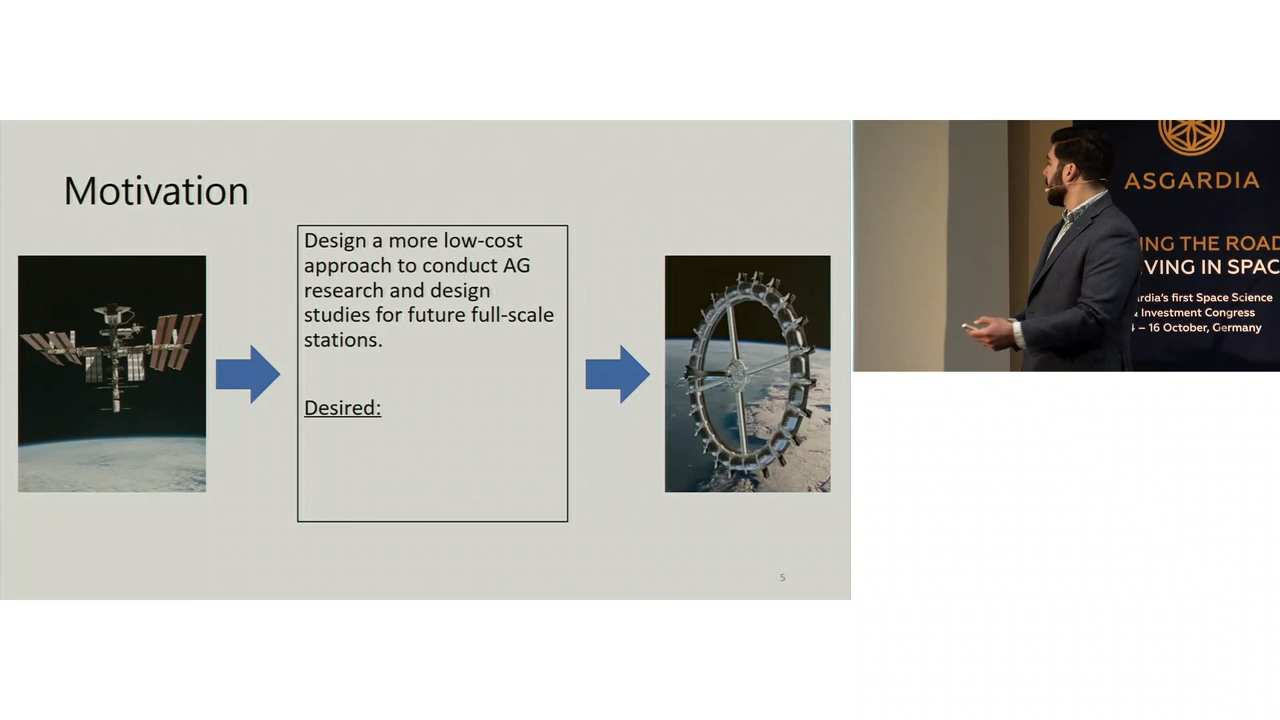 Motivation
Design a more low-cost
approach to conduct AG
research and design
studies for future full-scale
stations.
Desired:
5
ASGARDIA
ING THE ROAD
VING IN SPAC
rdia's first Space Science
& Investment Congress
– 16 October, Germany